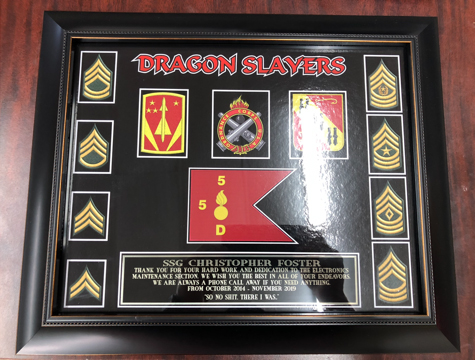 DRAGON SLAYERS
ORDNANCE CORPS
5
5
D
SSG CHRISTOPHER FOSTER
THANK YOU FOR YOUR HARD WORK AND DEDICATION TO THE ELECTRONICS
MAINTENANCE SECTION. WE WISH YOU THE BEST IN ALL OF YOUR ENDEAVORS.
WE ARE ALWAYS A PHONE CALL AWAY IF YOU NEED ANYTHING.
FROM OCTOBER 2014 - NOVEMBER 2019
"SO NO SHIT, THERE I WAS."